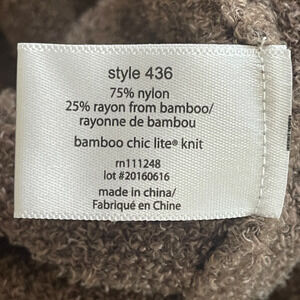 style 436
75% nylon
25% rayon from bamboo/
rayonne de bambou
bamboo chic lite® knit
rn111248
lot #20160616
made in china/
Fabriqué en Chine